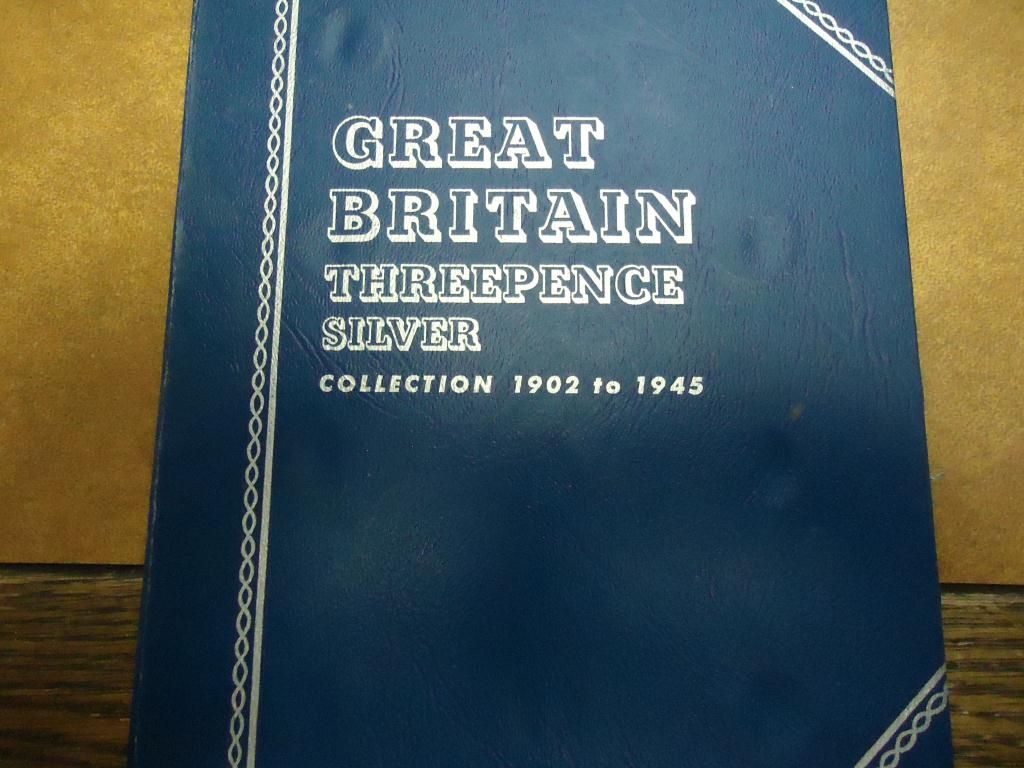 GREAT
BRITAIN
THREEPENCE
SILVER
COLLECTION 1902 to 1945